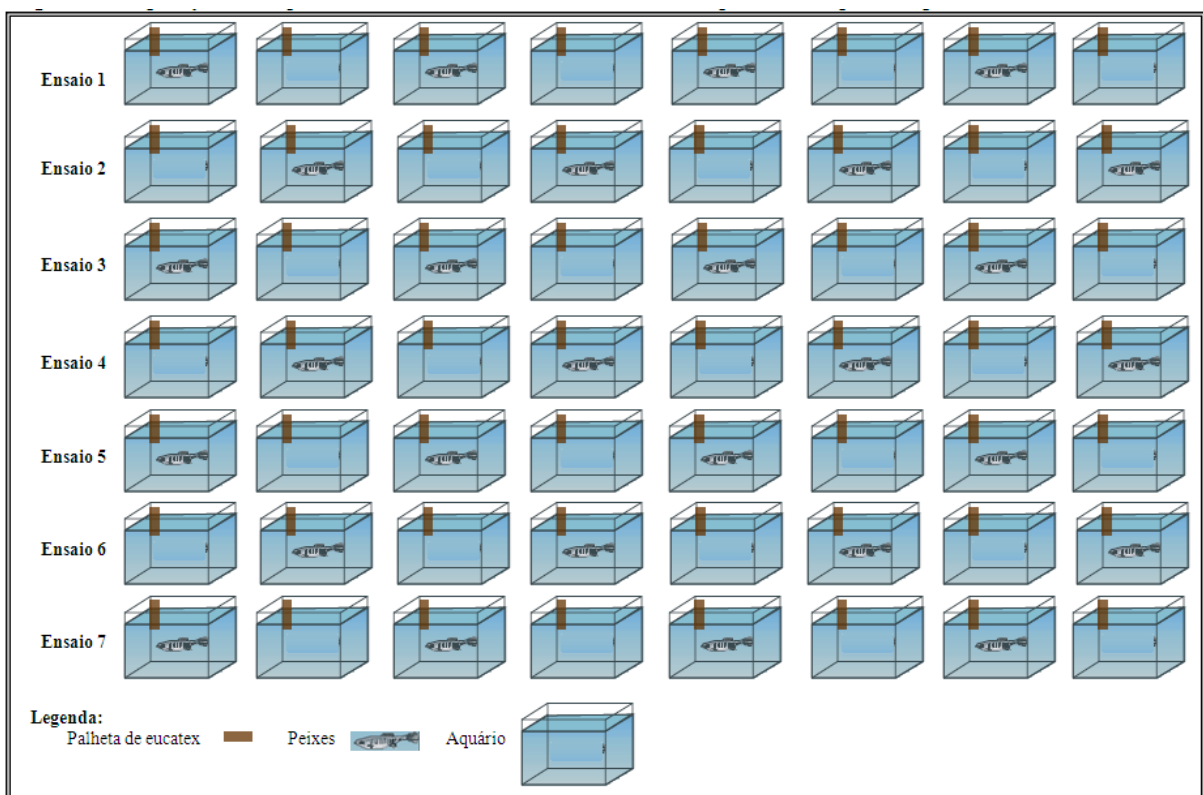 Ensaio 1
Ensaio 2
Ensaio 3
Ensaio 4
Ensaio 5
Ensaio 6
Ensaio 7
Legenda:
Palheta de eucatex Peixes Aquário